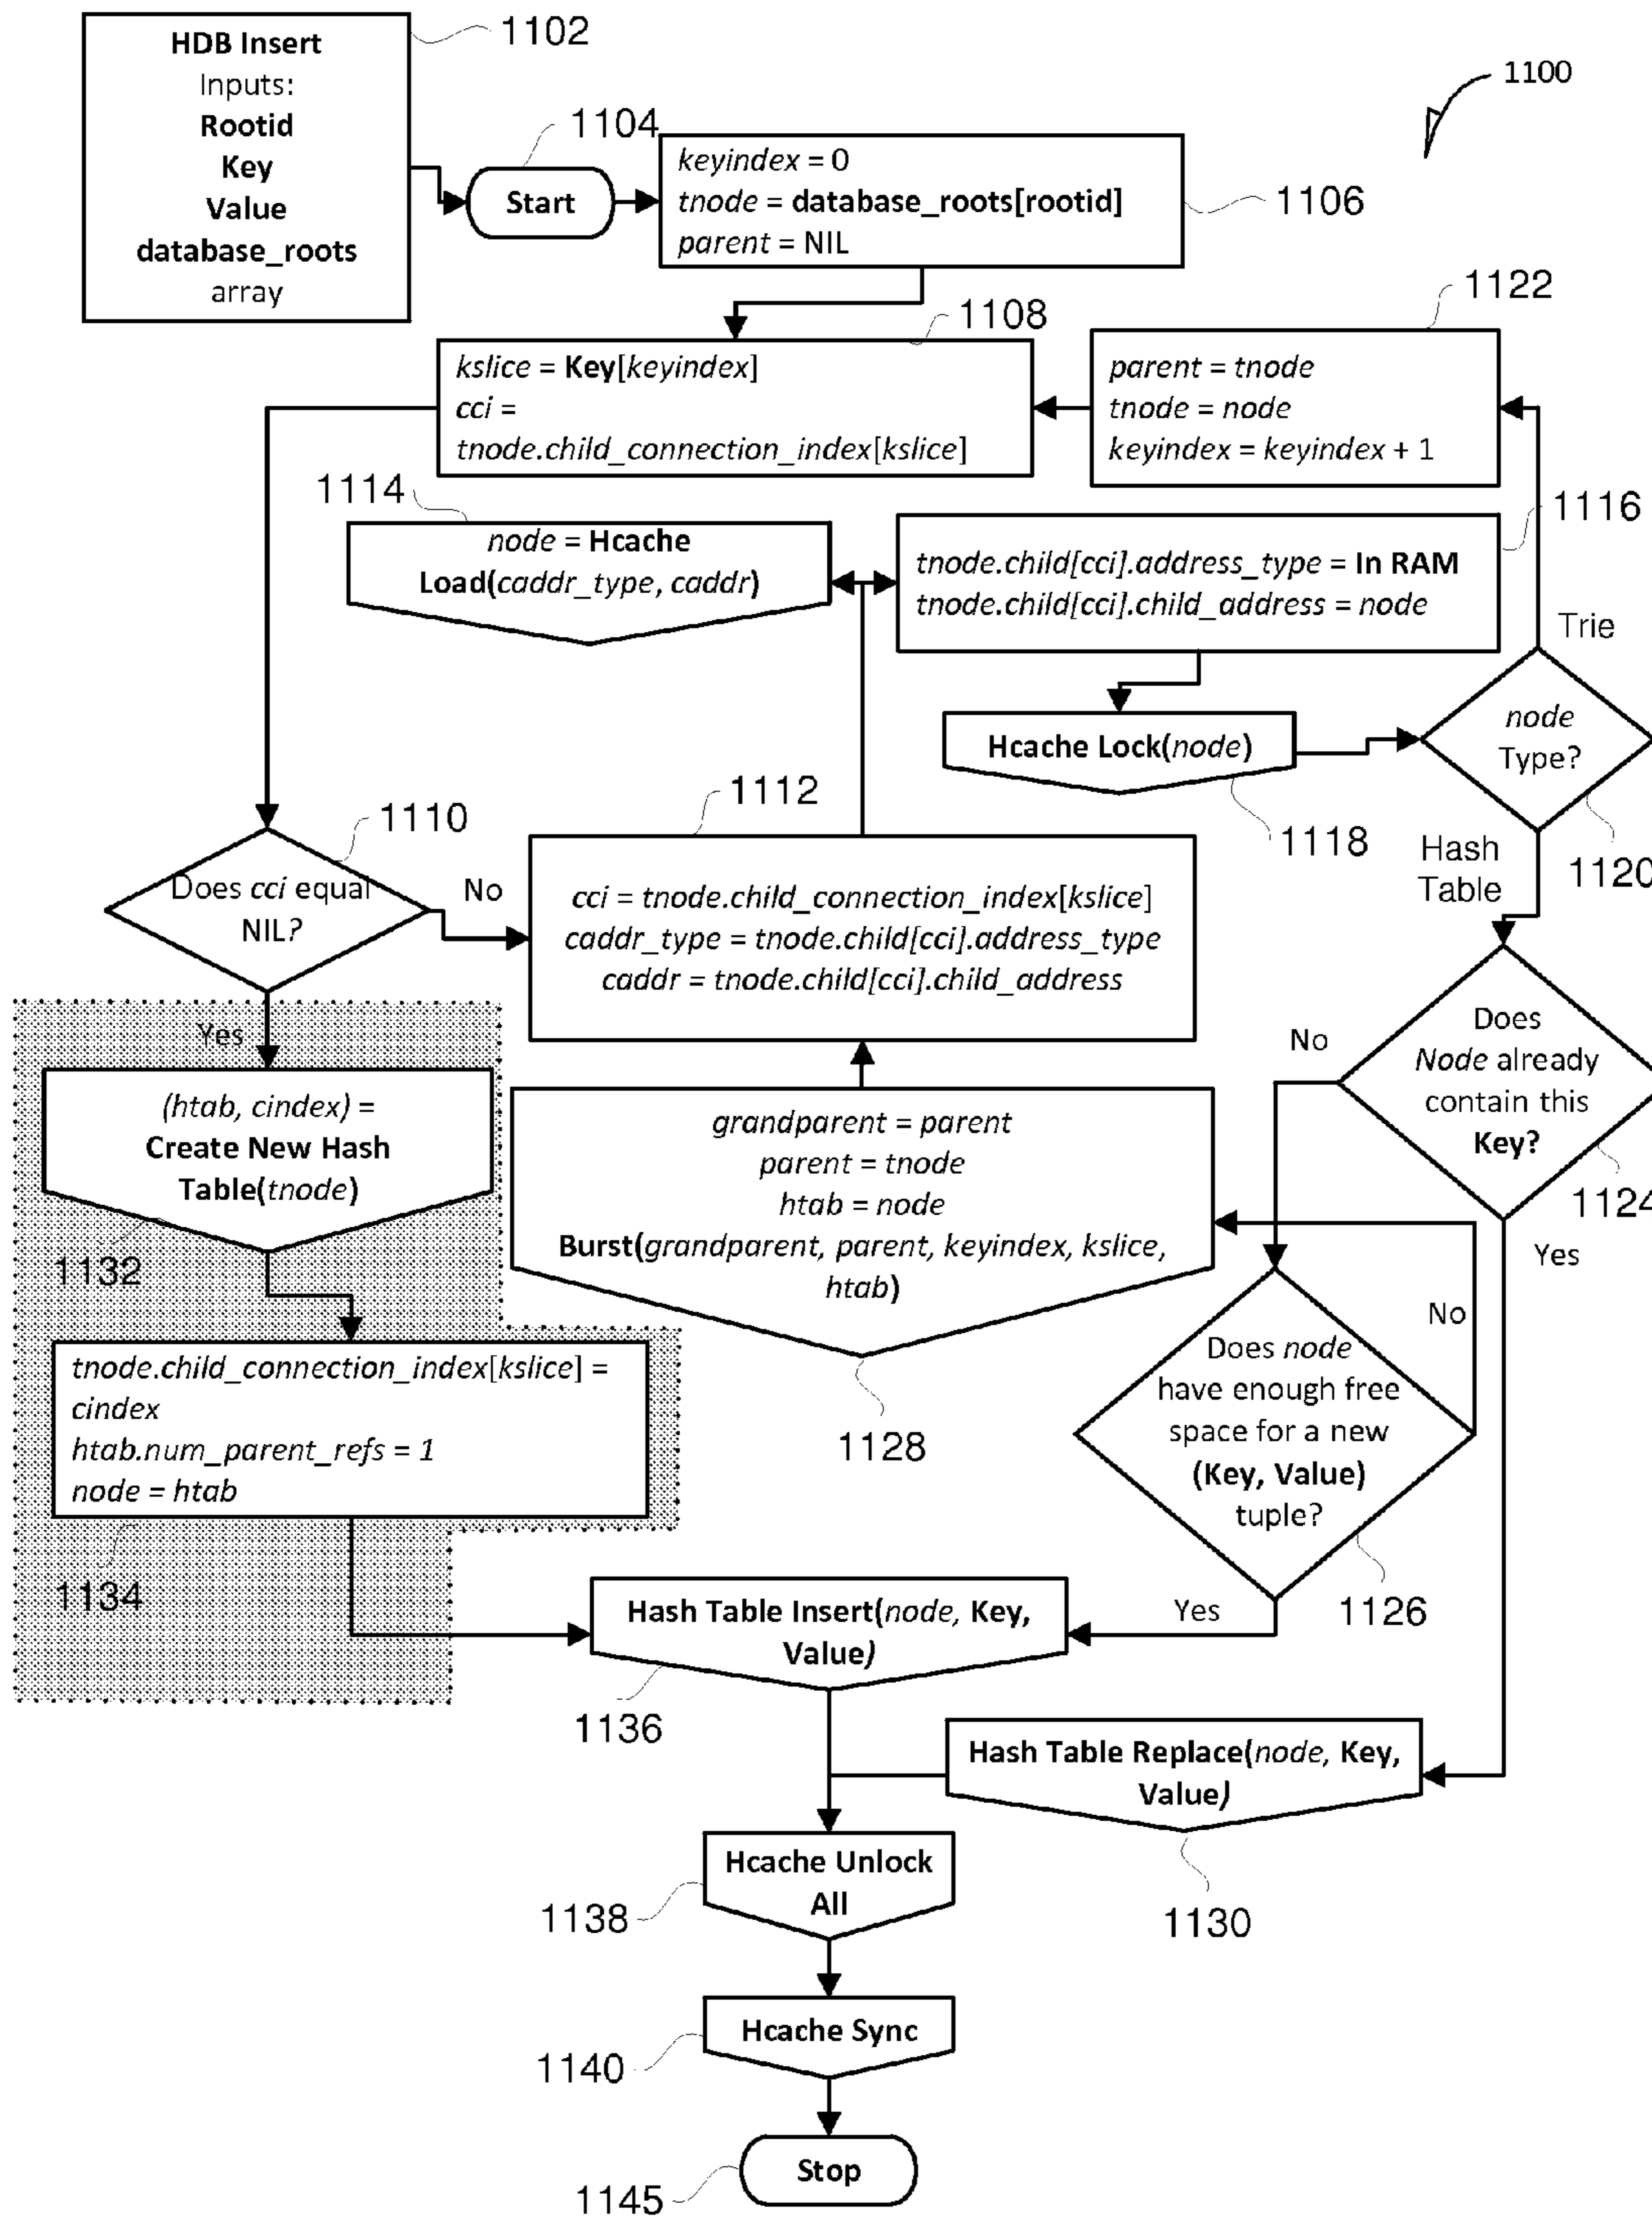 HDB Insert
Inputs:
Rootid
Key
Value
database_roots
array
1102
1100
1104
Start
keyindex = 0
tnode = database_roots[rootid]
parent = NIL
1106
1108
kslice = Key[keyindex]
cci =
tnode.child_connection_index[kslice]
1122
parent = tnode
tnode = node
keyindex = keyindex + 1
1114
node = Hcache
Load(caddr_type, caddr)
1116
tnode.child[cci].address_type = In RAM
tnode.child[cci].child_address = node
Trie
Hcache Lock(node)
1118
node
Type?
1120
Hash
Table
1110
Does cci equal
NIL?
No
1112
cci = tnode.child_connection_index[kslice]
caddr_type = tnode.child[cci].address_type
caddr = tnode.child[cci].child_address
Yes
(htab, cindex) =
Create New Hash
Table(tnode)
1132
grandparent = parent
parent = tnode
htab = node
Burst(grandparent, parent, keyindex, kslice,
htab)
1128
No
Does
Node already
contain this
Key?
1124
Yes
No
Does node
have enough free
space for a new
(Key, Value)
tuple?
1126
Yes
tnode.child_connection_index[kslice] =
cindex
htab.num_parent_refs = 1
node = htab
1134
Hash Table Insert(node, Key,
Value)
1136
Hash Table Replace(node, Key,
Value)
1130
Hcache Unlock
All
1138
Hcache Sync
1140
Stop
1145